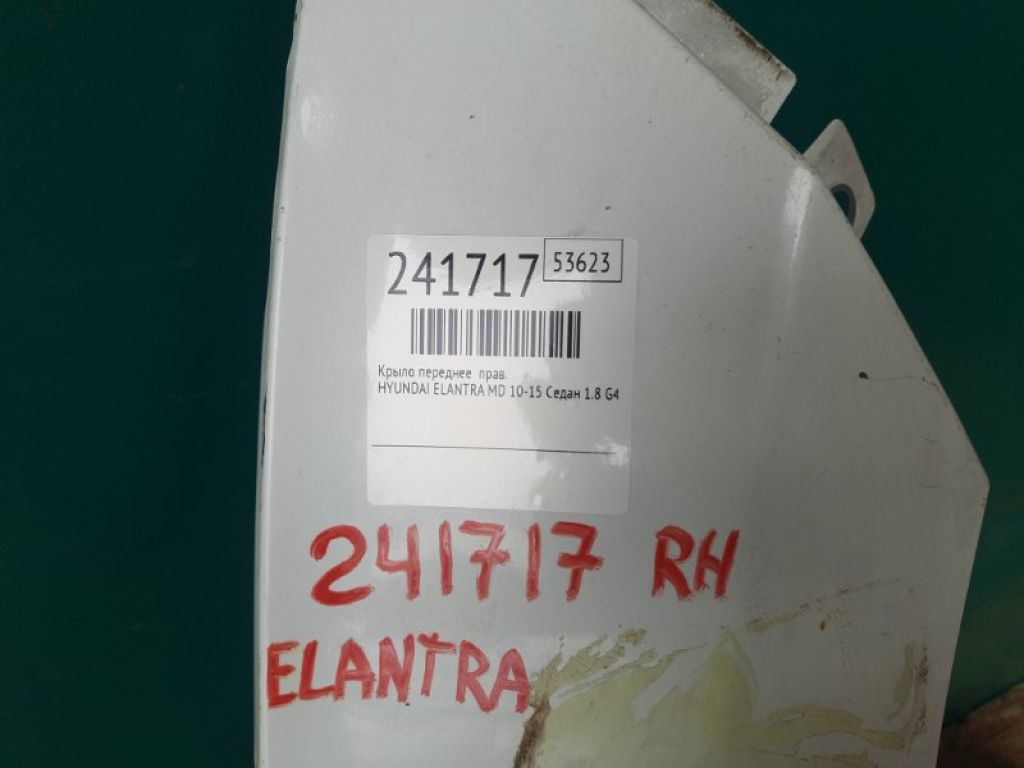 241717 53623
Крыло переднее прав.
HYUNDAI ELANTRA MD 10-15 Седан 1.8 G4
241717 RH
ELANTRA